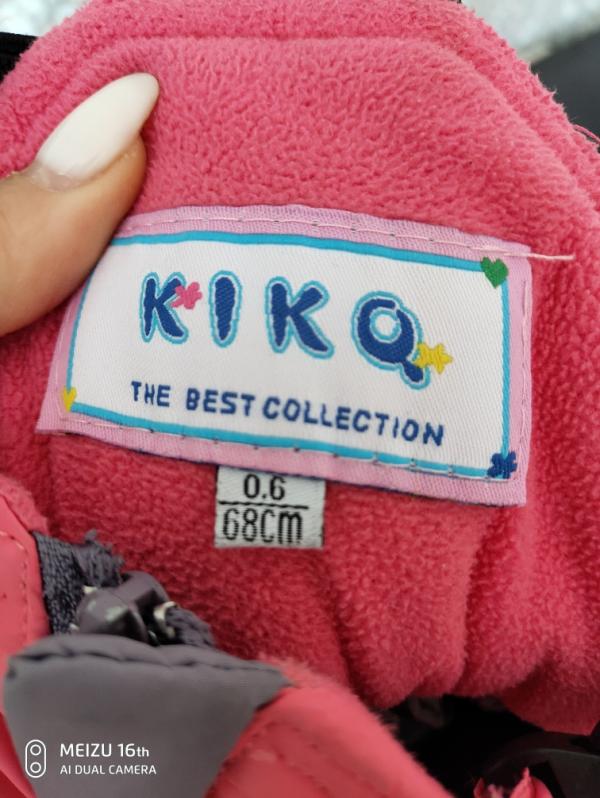 KIKO
THE BEST COLLECTION
0.6
68cm
MEIZU 16th
AI DUAL CAMERA